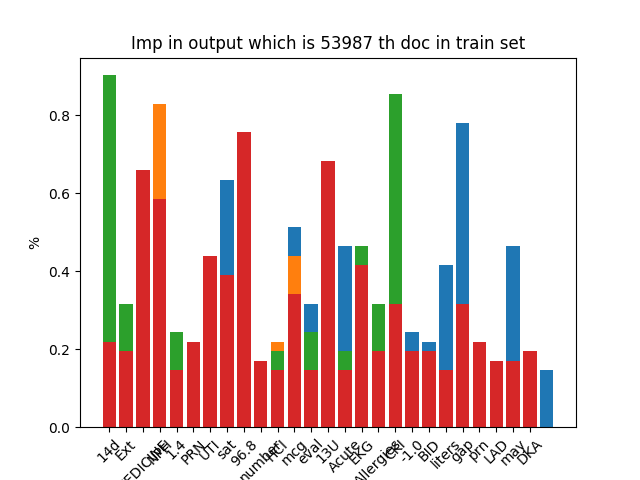 Imp in output which is 53987 th doc in train set
%
0.8
0.6
0.4
0.2
0.0
14d
Ext
1.4
PRN
UTI
sat
96.8
number
mcg
eval
13U
Acute
EKG
Allergies
-1.0
BID
liters
gap
prn
LAD
may
DKA